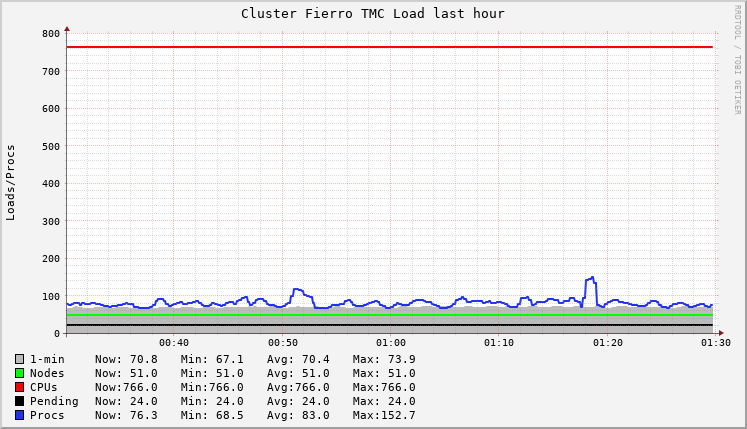 Cluster Fierro TMC Load last hour
RRDTOOL / TOBI OETIKER
Loads/Procs
800
700
600
500
400
300
200
100
0
00:40 00:50 01:00 01:10 01:20 01:30
1-min Now: 70.8 Min: 67.1 Avg: 70.4 Max: 73.9
Nodes Now: 51.0 Min: 51.0 Avg: 51.0 Max: 51.0
CPUs Now:766.0 Min:766.0 Avg:766.0 Max:766.0
Pending Now: 24.0 Min: 24.0 Avg: 24.0 Max: 24.0
Procs Now: 76.3 Min: 68.5 Avg: 83.0 Max:152.7